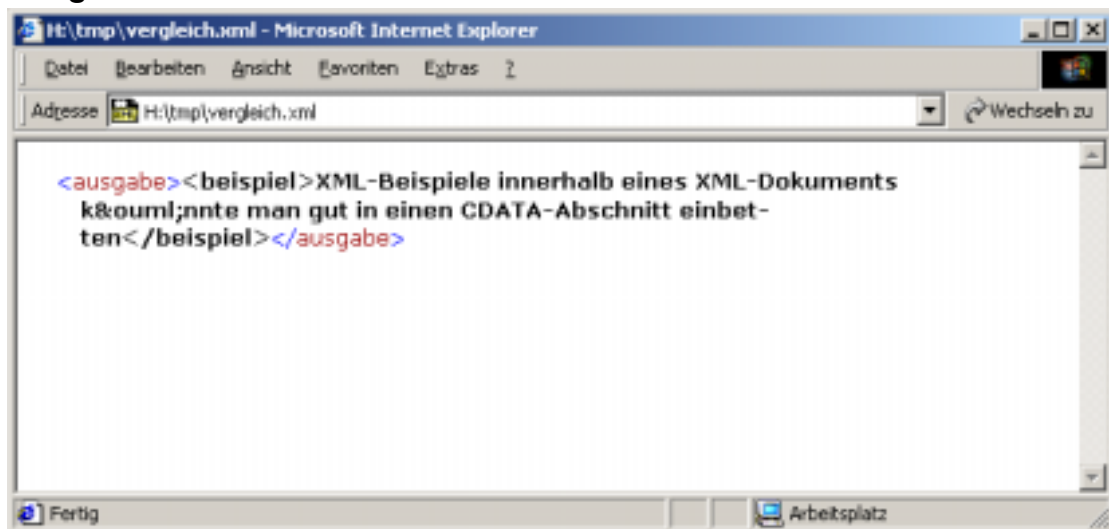 H:\tmp\vergleich.xml - Microsoft Internet Explorer
Datei Bearbeiten Ansicht Favoriten Extras ?
Adresse H:\tmp\vergleich.xml Wechseln zu
<ausgabe><beispiel>XML-Beispiele innerhalb eines XML-Dokuments
k&ouml;nnte man gut in einen CDATA-Abschnitt einbet-
ten</beispiel></ausgabe>
Fertig Arbeitsplatz